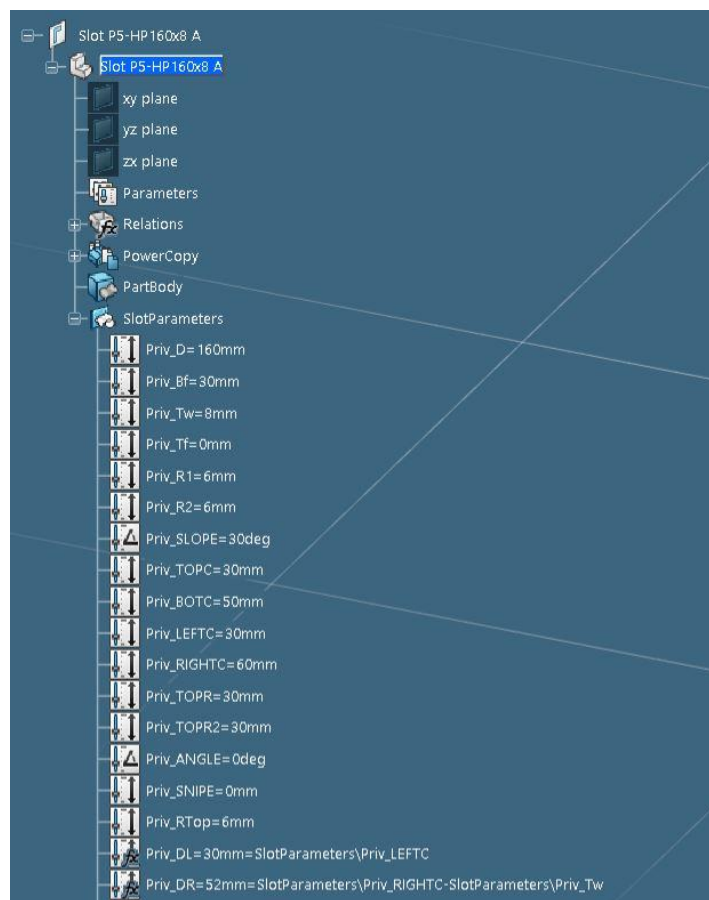 Slot P5-HP160x8 A
Slot P5-HP160x8 A
xy plane
yz plane
zx plane
Parameters
Relations
PowerCopy
PartBody
SlotParameters
Priv_D=160mm
Priv_Bf=30mm
Priv_Tw=8mm
Priv_Tf=0mm
Priv_R1=6mm
Priv_R2=6mm
Priv_SLOPE=30deg
Priv_TOPC=30mm
Priv_BOTC=50mm
Priv_LEFTC=30mm
Priv_RIGHTC=60mm
Priv_TOPR=30mm
Priv_TOPR2=30mm
Priv_ANGLE=0deg
Priv_SNIPE=0mm
Priv_RTop=6mm
Priv_DL=30mm=SlotParameters\Priv_LEFTC
Priv_DR=52mm=SlotParameters\Priv_RIGHTC-SlotParameters\Priv_Tw